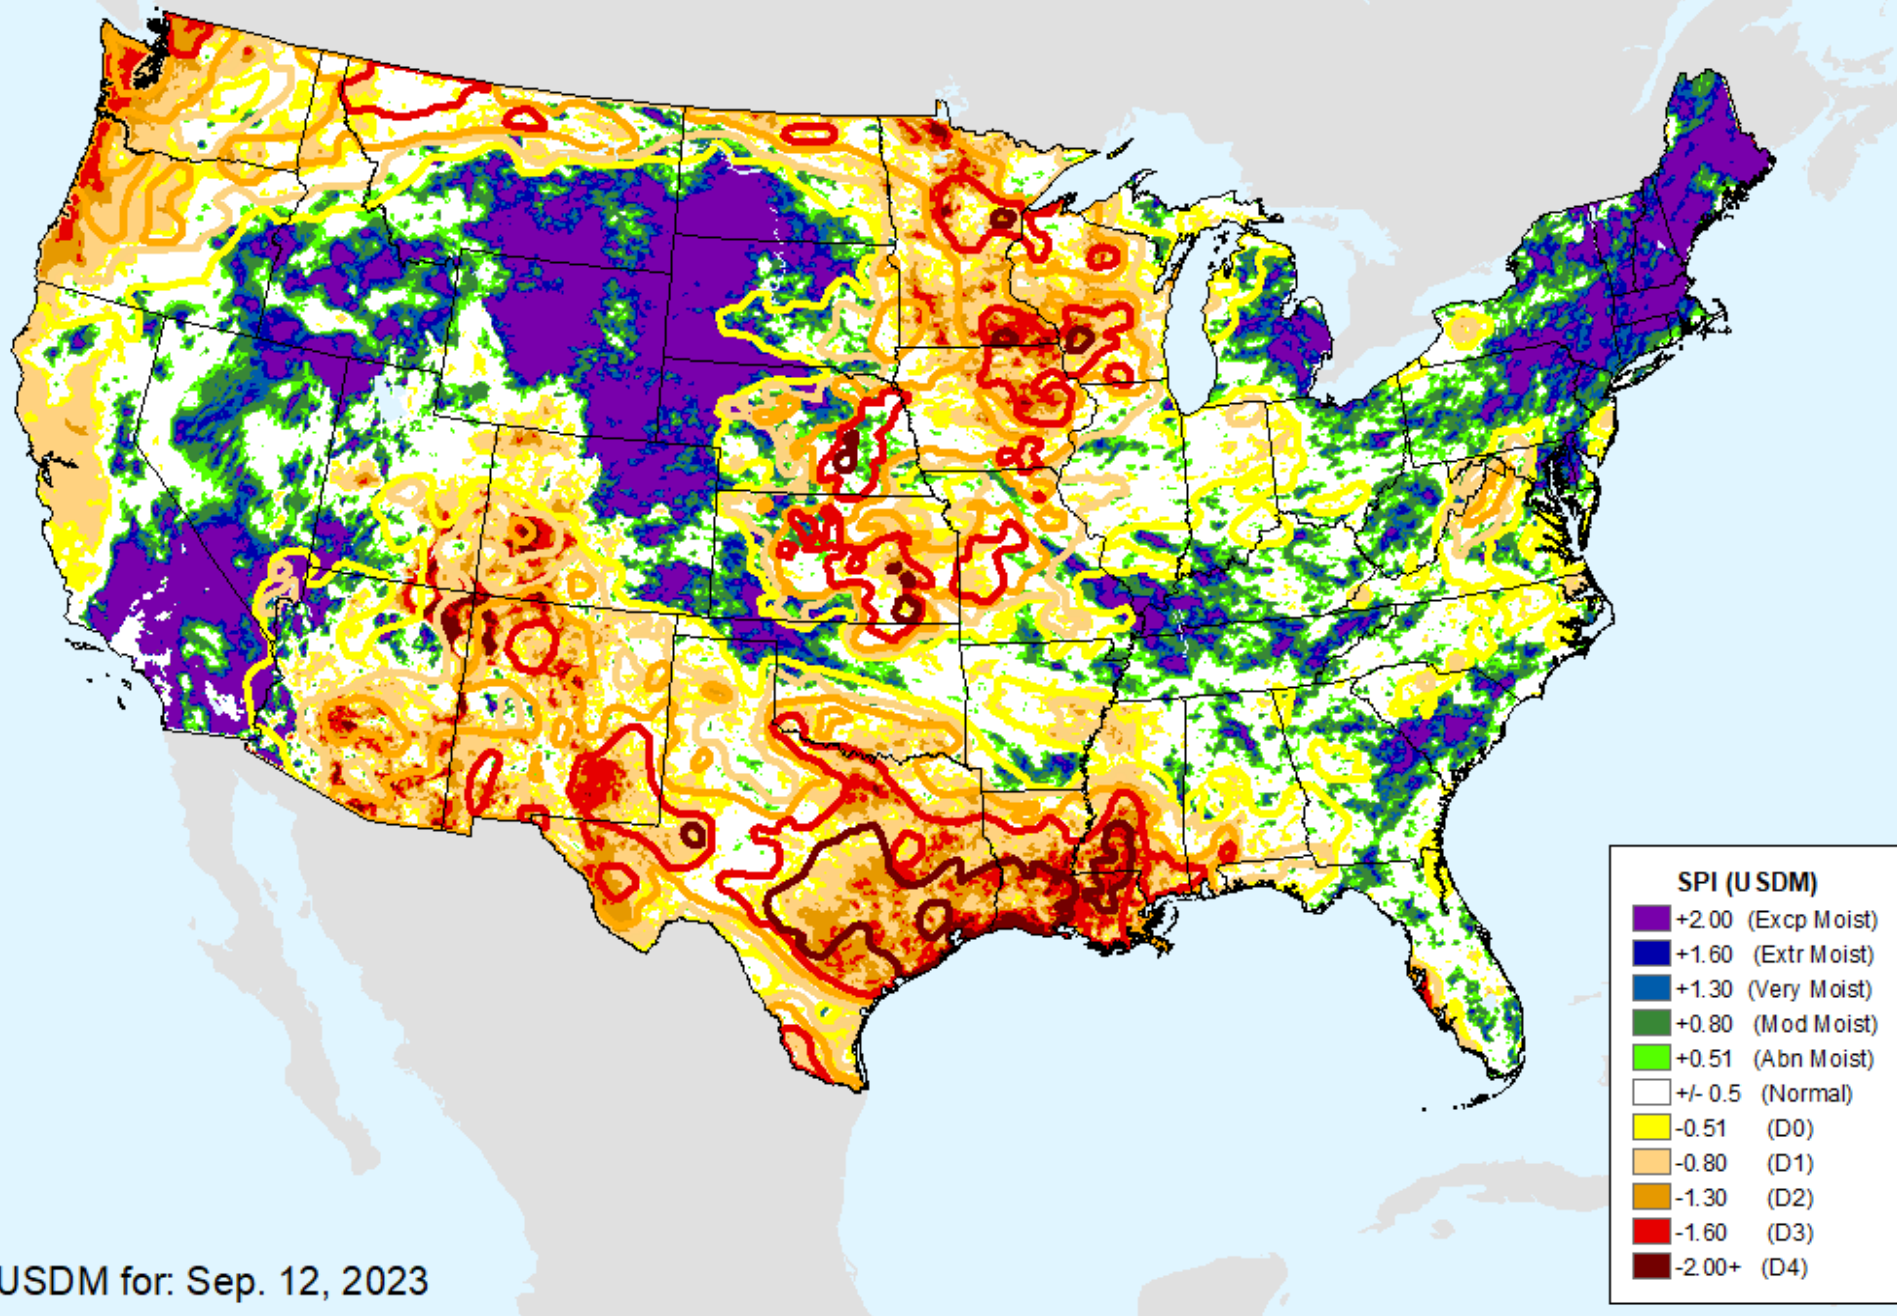 SPI (USDM)
+2.00 (Excp Moist)
+1.60 (Extr Moist)
+1.30 (Very Moist)
+0.80 (Mod Moist)
+0.51 (Abn Moist)
+/- 0.5 (Normal)
-0.51 (D0)
-0.80 (D1)
-1.30 (D2)
-1.60 (D3)
-2.00+ (D4)
USDM for: Sep. 12, 2023